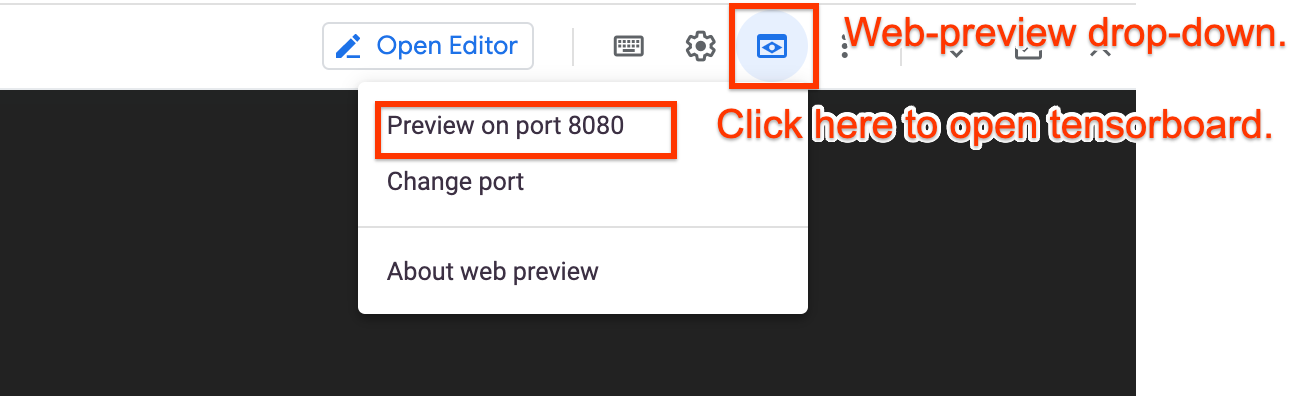 Open Editor
Web-preview drop-down.
Preview on port 8080
Click here to open tensorboard.
Change port
About web preview